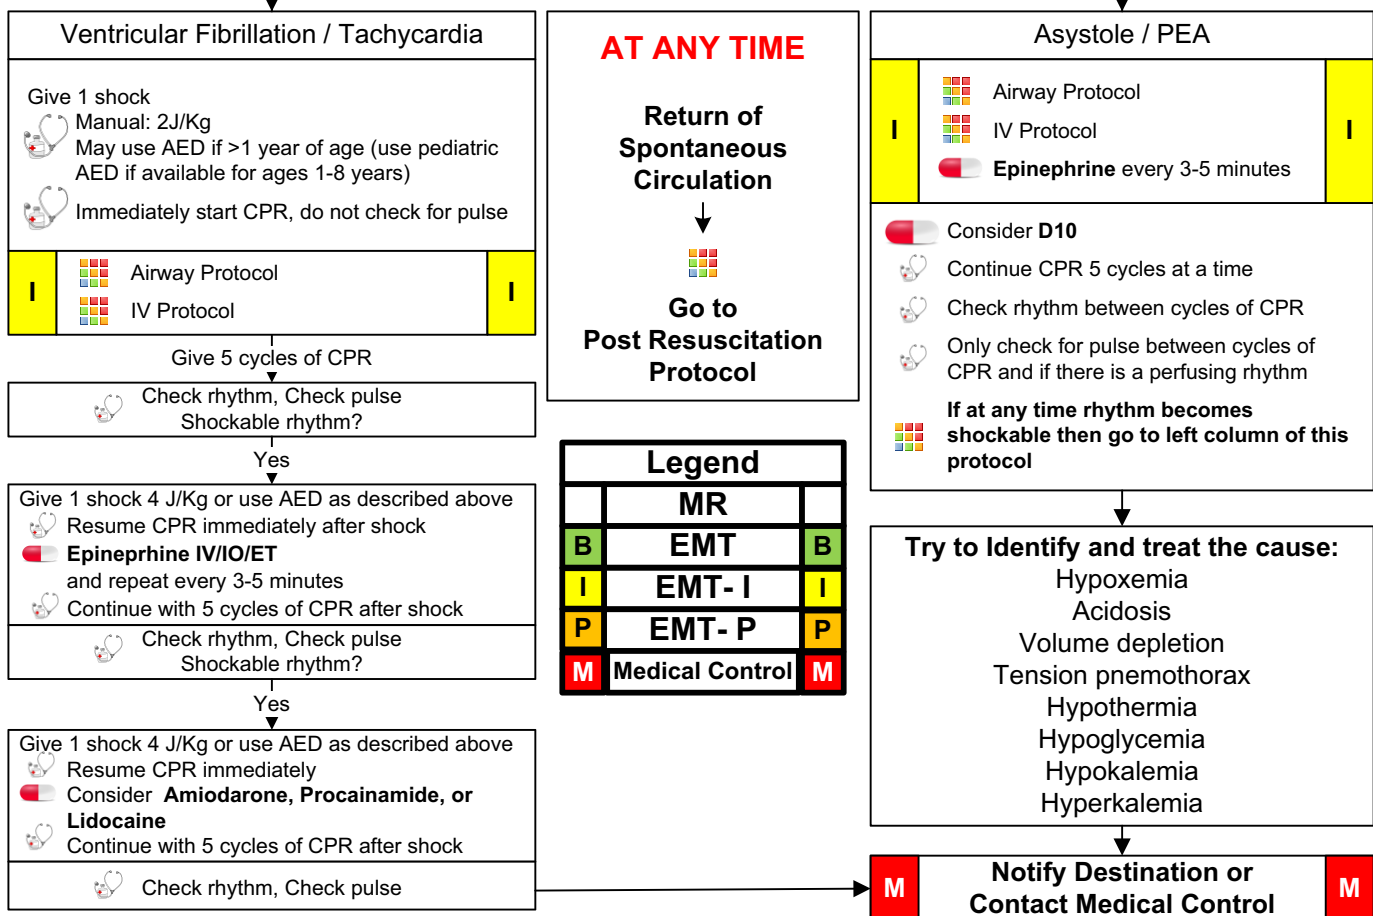 Ventricular Fibrillation / Tachycardia
Give 1 shock
Manual: 2J/Kg
May use AED if >1 year of age (use pediatric
AED if available for ages 1-8 years)
Immediately start CPR, do not check for pulse
I
Airway Protocol
IV Protocol
I
Give 5 cycles of CPR
Check rhythm, Check pulse
Shockable rhythm?
Yes
Give 1 shock 4 J/Kg or use AED as described above
Resume CPR immediately after shock
Epineprhine IV/IO/ET
and repeat every 3-5 minutes
Continue with 5 cycles of CPR after shock
Check rhythm, Check pulse
Shockable rhythm?
Yes
Give 1 shock 4 J/Kg or use AED as described above
Resume CPR immediately
Consider Amiodarone, Procainamide, or
Lidocaine
Continue with 5 cycles of CPR after shock
Check rhythm, Check pulse
AT ANY TIME
Return of
Spontaneous
Circulation
Go to
Post Resuscitation
Protocol
Legend
MR
B EMT B
I EMT- I I
P EMT- P P
M Medical Control M
Asystole / PEA
I
Airway Protocol
IV Protocol
Epinephrine every 3-5 minutes
I
Consider D10
Continue CPR 5 cycles at a time
Check rhythm between cycles of CPR
Only check for pulse between cycles of
CPR and if there is a perfusing rhythm
If at any time rhythm becomes
shockable then go to left column of this
protocol
Try to Identify and treat the cause:
Hypoxemia
Acidosis
Volume depletion
Tension pnemothorax
Hypothermia
Hypoglycemia
Hypokalemia
Hyperkalemia
M
Notify Destination or
Contact Medical Control
M